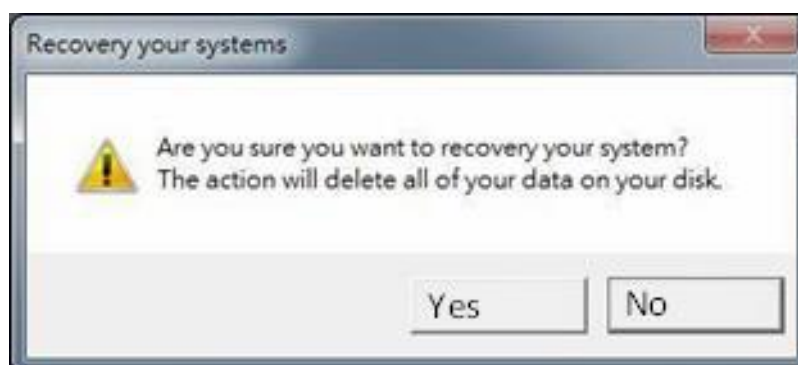 Recovery your systems
Are you sure you want to recovery your system?
The action will delete all of your data on your disk.
Yes
No